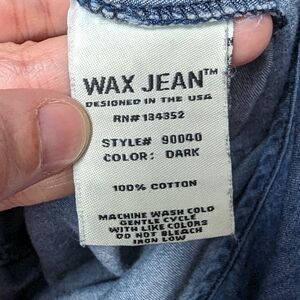 WAX JEAN™
DESIGNED IN THE USA
RN# 134352
STYLE# 90040
COLOR: DARK
100% COTTON
MACHINE WASH COLD
GENTLE CYCLE
WITH LIKE COLORS
DO NOT BLEACH
IRON LOW